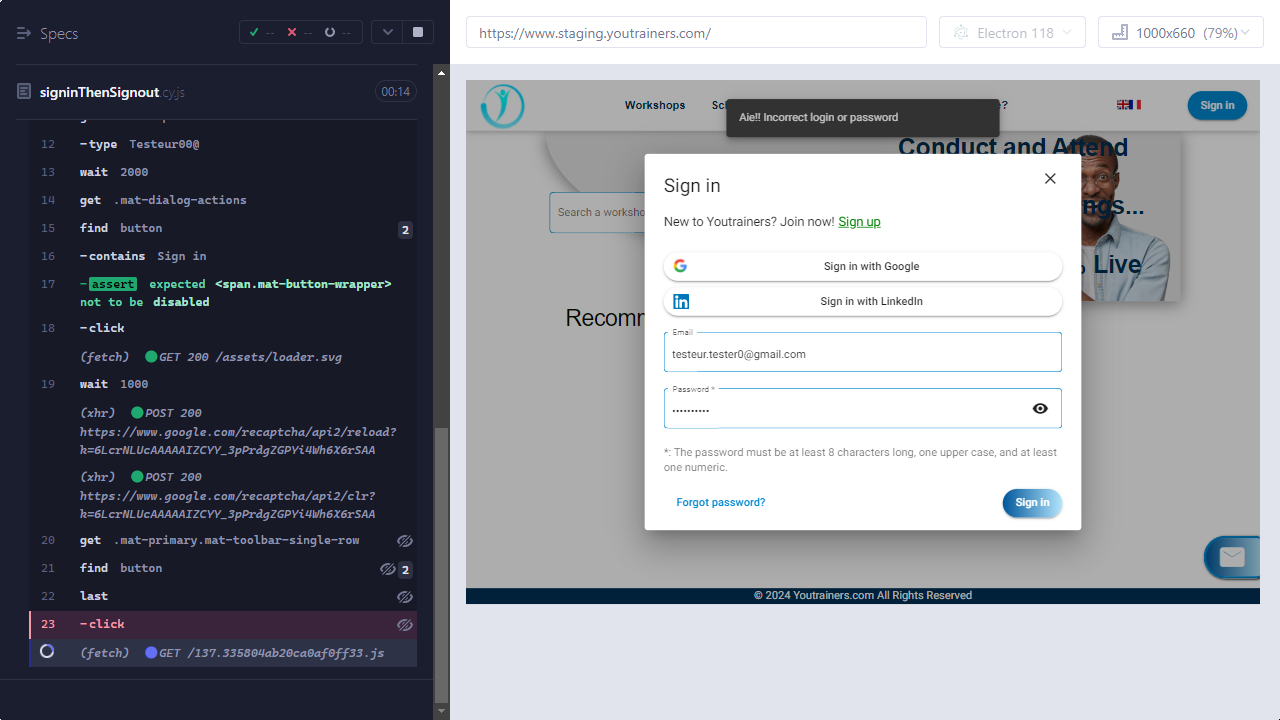 Specs
-- -- --
signinThenSignout.cy.js 00:14
12 -type Testeur00@
13 wait 2000
14 get .mat-dialog-actions
15 find button 2
16 -contains Sign in
17 -assert expected <span.mat-button-wrapper>
not to be disabled
18 -click
(fetch) GET 200 /assets/loader.svg
19 wait 1000
(xhr) POST 200
https://www.google.com/recaptcha/api2/reload?
k=6LcrNLUcAAAAAIZCYY_3pPrdgZGPYi4Wh6X6rSAA
(xhr) POST 200
https://www.google.com/recaptcha/api2/clr?
k=6LcrNLUcAAAAAIZCYY_3pPrdgZGPYi4Wh6X6rSAA
20 get .mat-primary.mat-toolbar-single-row
21 find button 2
22 last
23 -click
(fetch) GET /137.335804ab20ca0af0ff33.js
https://www.staging.youtrainers.com/
Electron 118
1000x660 (79%)
Workshops
Sign in
Aie!! Incorrect login or password
Conduct and Attend
ngs...
Live
Search a worksho
Recomm
Sign in
New to Youtrainers? Join now! Sign up
Sign in with Google
Sign in with LinkedIn
Email
testeur.tester0@gmail.com
Password *
••••••••••
*: The password must be at least 8 characters long, one upper case, and at least
one numeric.
Forgot password?
Sign in
© 2024 Youtrainers.com All Rights Reserved